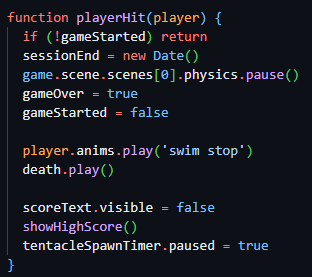 function playerHit(player) {
  if (!gameStarted) return
  sessionEnd = new Date()
  game.scene.scenes[0].physics.pause()
  gameOver = true
  gameStarted = false

  player.anims.play('swim stop')
  death.play()

  scoreText.visible = false
  showHighScore()
  tentacleSpawnTimer.paused = true
}